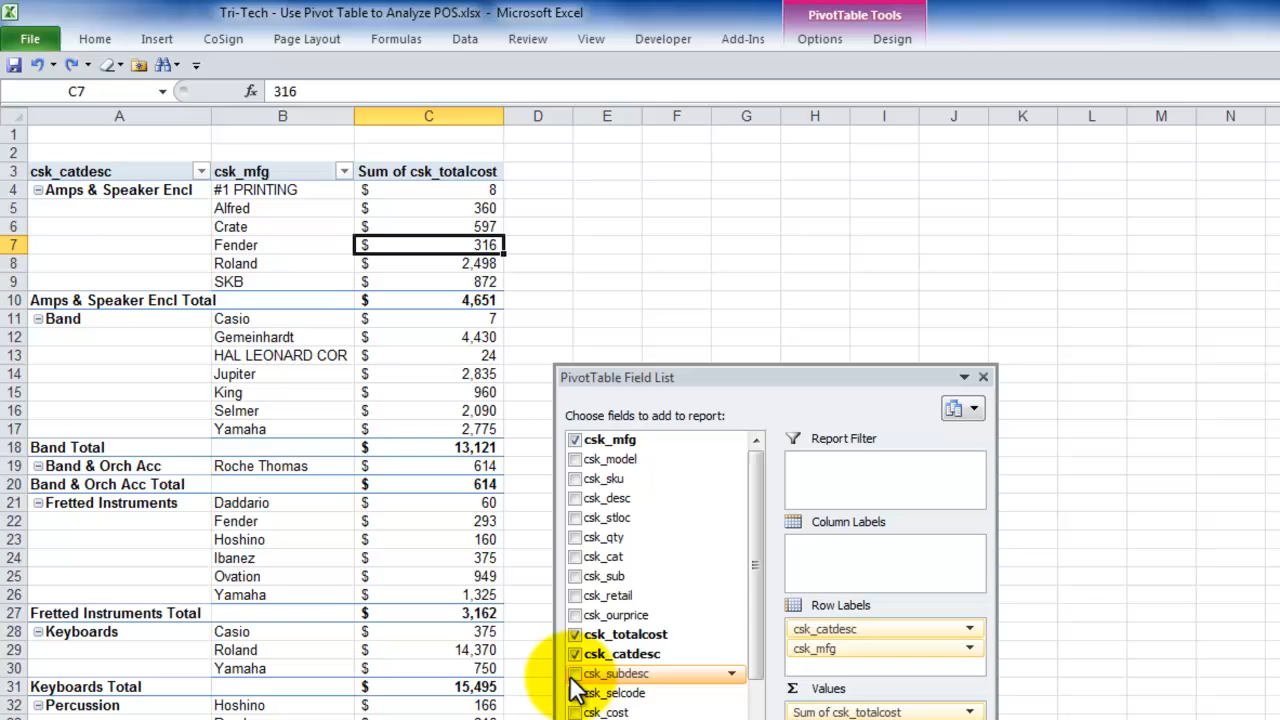 Tri-Tech - Use Pivot Table to Analyze POS.xlsx - Microsoft Excel
PivotTable Tools
File Home Insert CoSign Page Layout Formulas Data Review View Developer Add-Ins Options Design
C7 fx 316
A B C D E F G H I J K L M N
1
2
3 csk_catdesc csk_mfg Sum of csk_totalcost
4 Amps & Speaker Encl #1 PRINTING $ 8
5 Alfred $ 360
6 Crate $ 597
7 Fender $ 316
8 Roland $ 2,498
9 SKB $ 872
10 Amps & Speaker Encl Total $ 4,651
11 Band Casio $ 7
12 Gemeinhardt $ 4,430
13 HAL LEONARD COR $ 24
14 Jupiter $ 2,835
15 King $ 960
16 Selmer $ 2,090
17 Yamaha $ 2,775
18 Band Total $ 13,121
19 Band & Orch Acc Roche Thomas $ 614
20 Band & Orch Acc Total $ 614
21 Fretted Instruments Daddario $ 60
22 Fender $ 293
23 Hoshino $ 160
24 Ibanez $ 375
25 Ovation $ 949
26 Yamaha $ 1,325
27 Fretted Instruments Total $ 3,162
28 Keyboards Casio $ 375
29 Roland $ 14,370
30 Yamaha $ 750
31 Keyboards Total $ 15,495
32 Percussion Hoshino $ 166
PivotTable Field List
Choose fields to add to report:
csk_mfg
csk_model
csk_sku
csk_desc
csk_stloc
csk_qty
csk_cat
csk_sub
csk_retail
csk_ourprice
csk_totalcost
csk_catdesc
csk_subdesc
csk_selcode
csk_cost
Report Filter
Column Labels
Row Labels
csk_catdesc
csk_mfg
Σ Values
Sum of csk_totalcost